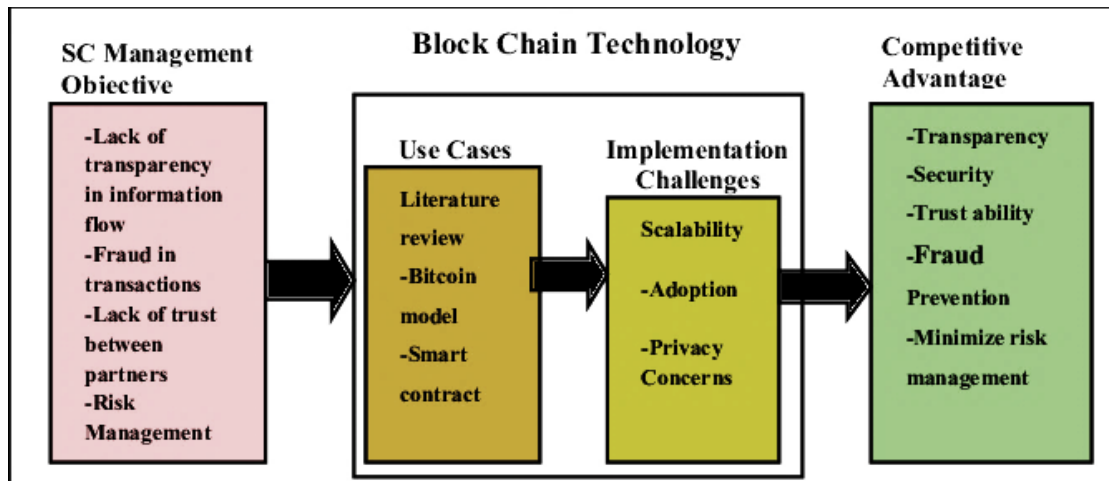 SC Management
Obiective
-Lack of
transparency
in information
flow
-Fraud in
transactions
-Lack of trust
between
partners
-Risk
Management
Block Chain Technology
Use Cases
Literature
review
-Bitcoin
model
-Smart
contract
Implementation
Challenges
Scalability
-Adoption
-Privacy
Concerns
Competitive
Advantage
-Transparency
-Security
-Trust ability
-Fraud
Prevention
-Minimize risk
management